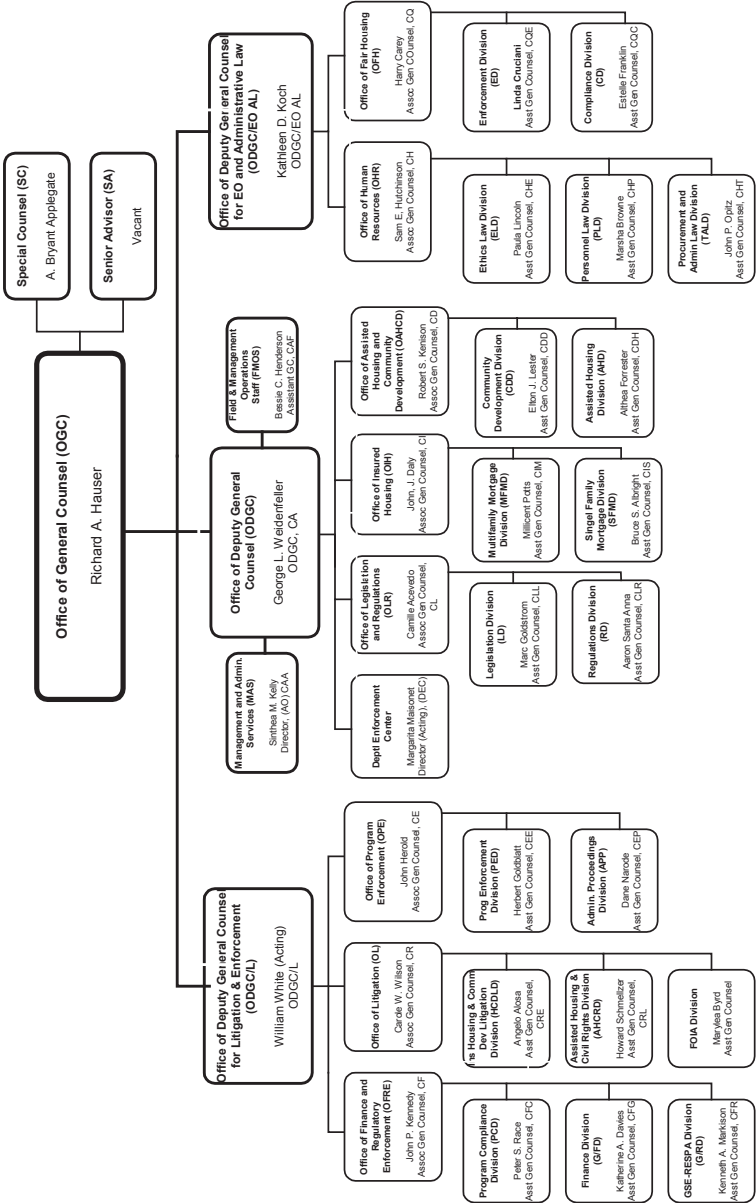 Office of General Counsel (OGC)
Richard A. Hauser
Special Counsel (SC)
A. Bryant Applegate
Senior Advisor (SA)
Vacant
Office of Deputy General Counsel
for Litigation & Enforcement
(ODGC/L)
William White (Acting)
ODGC/L
Management and Admin.
Services (MAS)
Sinthea M. Kelly
Director, (AO) CAA
Office of Deputy General
Counsel (ODGC)
George L. Weidenfeller
ODGC, CA
Field & Management
Operations
Staff (FMOS)
Bessie C. Henderson
Assistant GC, CAF
Office of Deputy General Counsel
for EO and Administrative Law
(ODGC/EO AL)
Kathleen D. Koch
ODGC/EO AL
Office of Finance and
Regulatory
Enforcement (OFRE)
John P. Kennedy
Assoc Gen Counsel, CF
Program Compliance
Division (PCD)
Peter S. Race
Asst Gen Counsel, CFC
Finance Division
(G/FD)
Katherine A. Davies
Asst Gen Counsel, CFG
GSE-RESPA Division
(G/RD)
Kenneth A. Markison
Asst Gen Counsel, CFR
Office of Litigation (OL)
Carole W. Wilson
Assoc Gen Counsel, CR
ns Housing & Comm
Dev Litigation
Division (HCDLD)
Angelo Aiosa
Asst Gen Counsel,
CRE
Assisted Housing &
Civil Rights Division
(AHCRD)
Howard Schmeltzer
Asst Gen Counsel,
CRL
FOIA Division
Marylea Byrd
Asst Gen Counsel
Office of Program
Enforcement (OPE)
John Herold
Assoc Gen Counsel, CE
Prog Enforcement
Division (PED)
Herbert Goldblatt
Asst Gen Counsel, CEE
Admin. Proceedings
Division (APP)
Dane Narode
Asst Gen Counsel, CEP
Deptl Enforcement
Center
Margarita Maisonet
Director (Acting), (DEC)
Office of Legislation
and Regulations
(OLR)
Camille Acevedo
Assoc Gen Counsel,
CL
Legislation Division
(LD)
Marc Goldstrom
Asst Gen Counsel, CLL
Regulations Division
(RD)
Aaron Santa Anna
Asst Gen Counsel, CLR
Office of Insured
Housing (OIH)
John, J. Daly
Assoc Gen Counsel, CI
Multifamily Mortgage
Division (MFMD)
Millicent Potts
Asst Gen Counsel, CIM
Singel Family
Mortgage Division
(SFMD)
Bruce S. Albright
Asst Gen Counsel, CIS
Office of Assisted
Housing and
Community
Development (OAHCD)
Robert S. Kenison
Assoc Gen Counsel, CD
Community
Development Division
(CDD)
Elton J. Lester
Asst Gen Counsel, CDD
Assisted Housing
Division (AHD)
Althea Forrester
Asst Gen Counsel, CDH
Office of Human
Resources (OHR)
Sam E. Hutchinson
Assoc Gen Counsel, CH
Ethics Law Division
(ELD)
Paula Lincoln
Asst Gen Counsel, CHE
Personnel Law Division
(PLD)
Marsha Browne
Asst Gen Counsel, CHP
Procurement and
Admin Law Division
(TALD)
John P. Opitz
Asst Gen Counsel, CHT
Office of Fair Housing
(OFH)
Harry Carey
Assoc Gen Counsel, CQ
Enforcement Division
(ED)
Linda Cruciani
Asst Gen Counsel, CQE
Compliance Division
(CD)
Estelle Franklin
Asst Gen Counsel, CQC